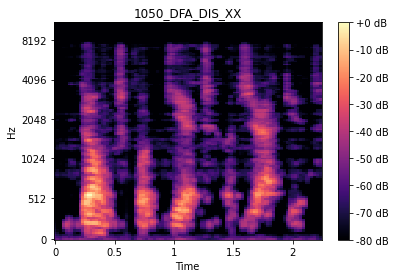 1050_DFA_DIS_XX
+0 dB
8192
-10 dB
4096
-20 dB
-30 dB
2048
Hz
-40 dB
1024
-50 dB
512
-60 dB
-70 dB
0
-80 dB
0 0.5 1 1.5 2
Time